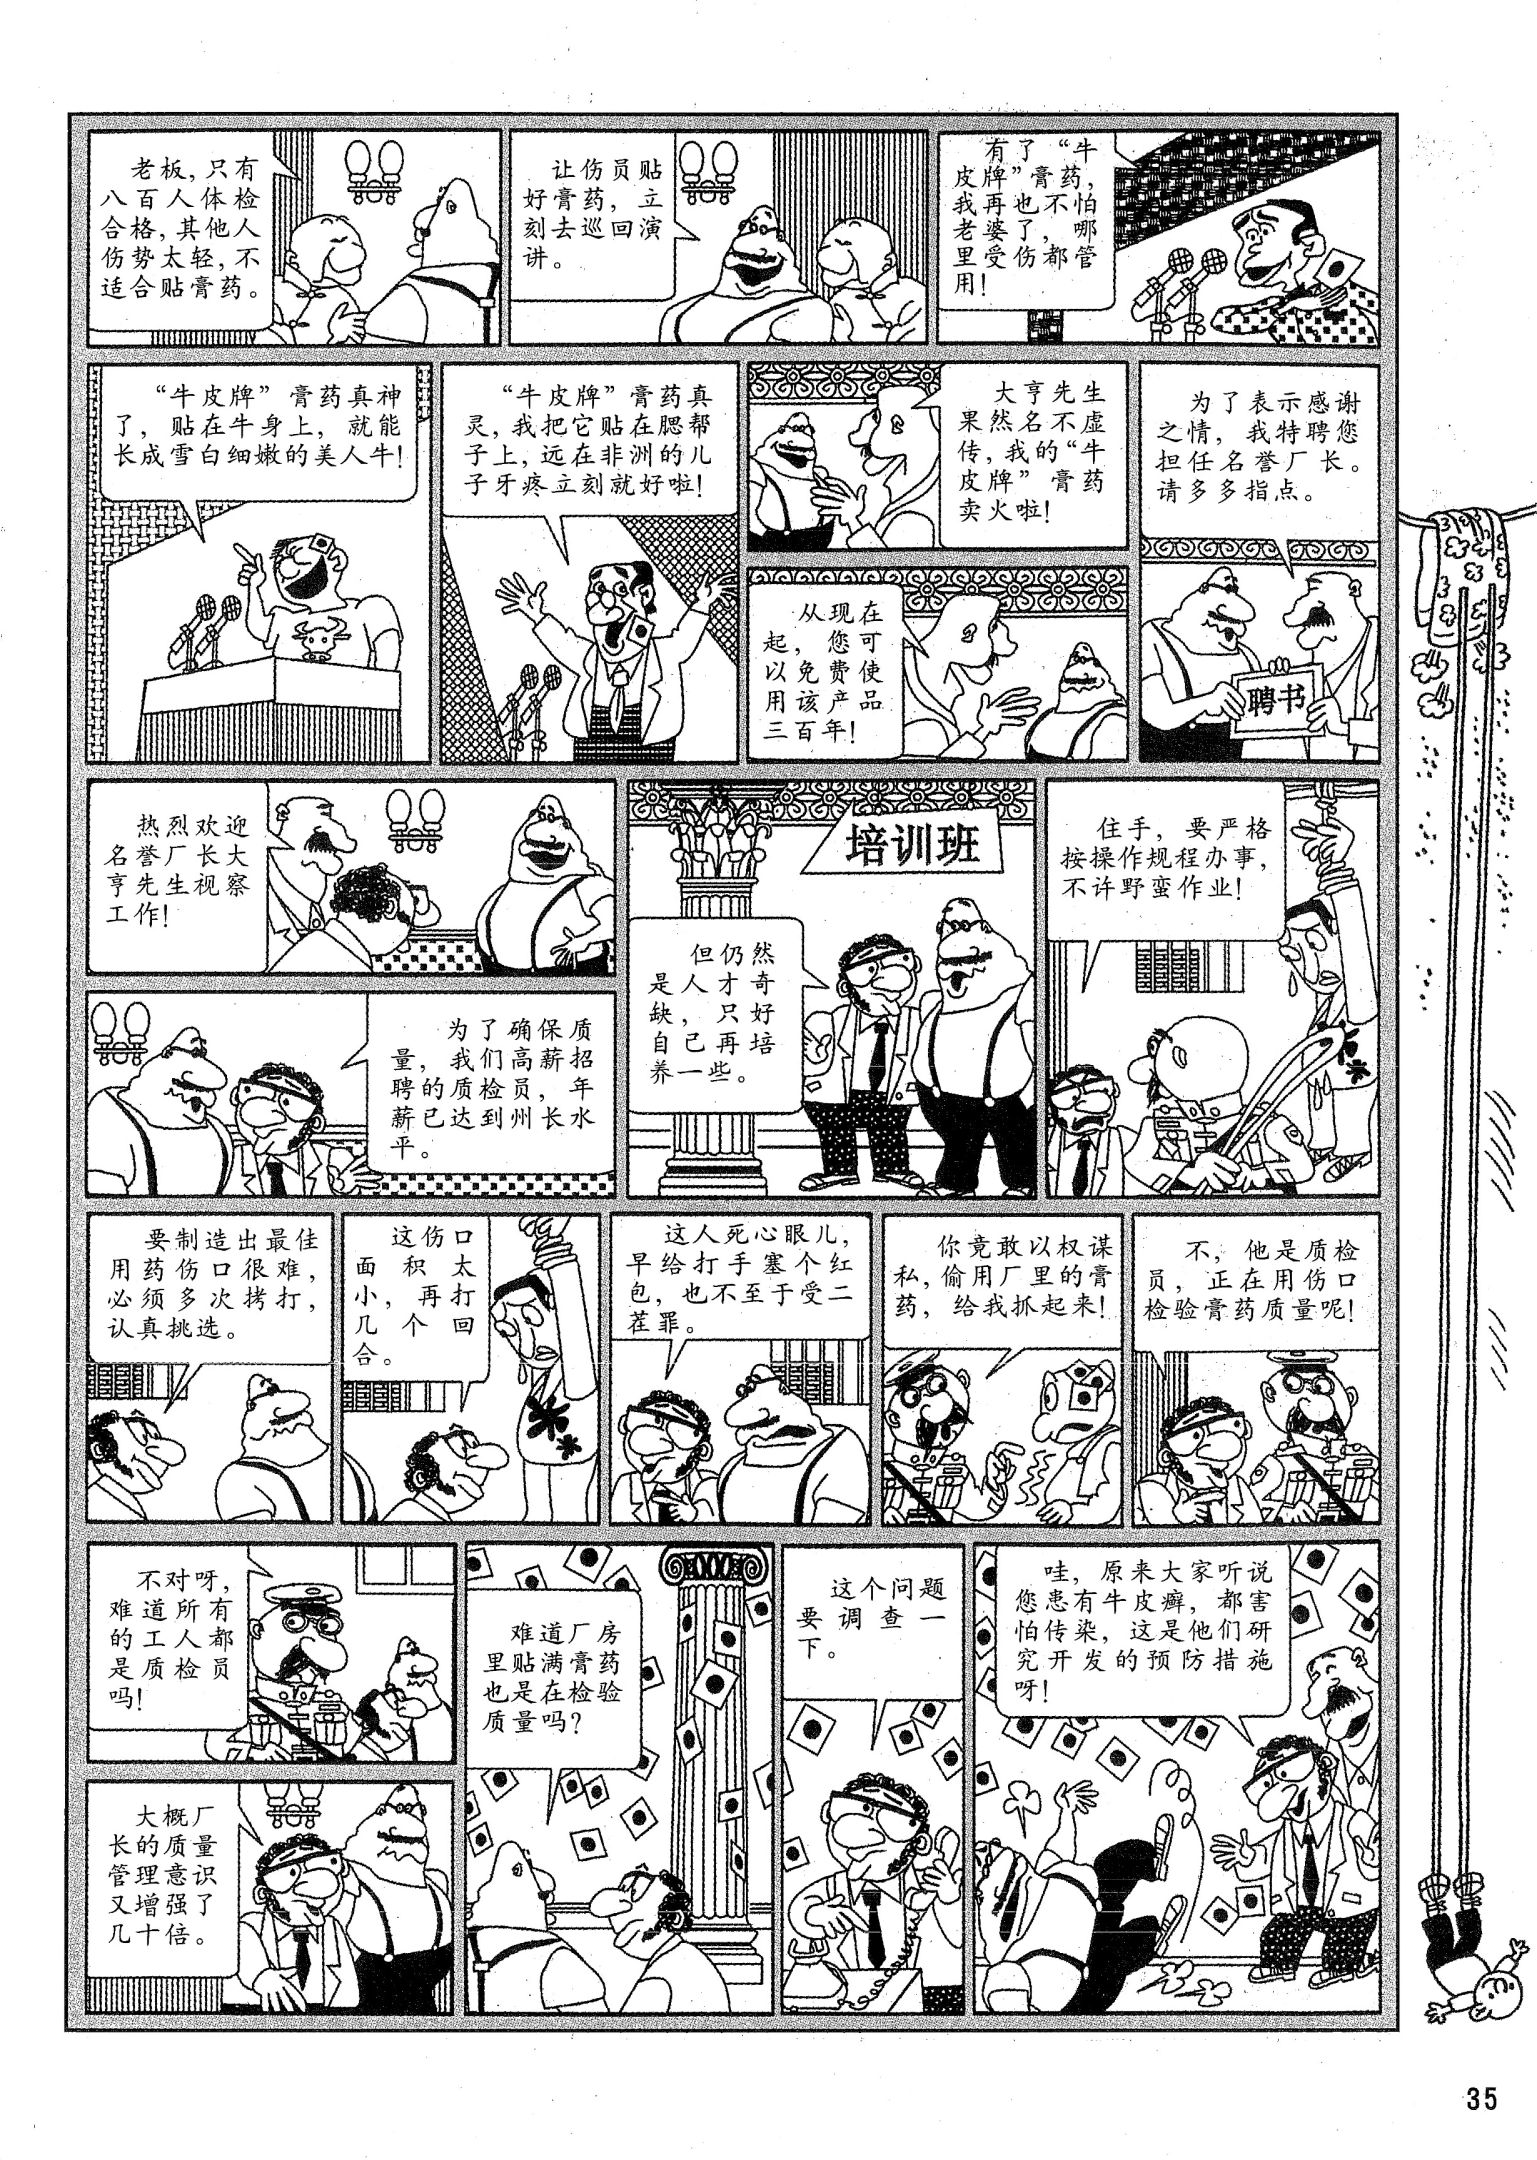 老板,只有
八百人体检
合格,其他人
伤势太轻,不
适合贴膏药。
让伤员贴
好膏药，立
刻去巡回演
讲。
有了“牛
皮牌”膏药,
我再也不怕
老婆了，哪
里受伤都管
用!
“牛皮牌”膏药真神
了，贴在牛身上，就能
长成雪白细嫩的美人牛!
“牛皮牌”膏药真
灵,我把它贴在腮帮
子上,远在非洲的儿
子牙疼立刻就好啦!
大亨先生
果然名不虚
传,我的“牛
皮牌”膏药
卖火啦!
从现在
起，您可
以免费使
用该产品
三百年!
为了表示感谢
之情，我特聘您
担任名誉厂长。
请多多指点。
聘书
热烈欢迎
名誉厂长大
亨先生视察
工作!
为了确保质
量，我们高薪招
聘的质检员，年
薪已达到州长水
平。
培训班
但仍然
是人才奇
缺，只好
自己再培
养一些。
住手，要严格
按操作规程办事,
不许野蛮作业!
要制造出最佳
用药伤口很难,
必须多次拷打,
认真挑选。
这伤口
面积太
小，再打
几个回
合。
这人死心眼儿,
早给打手塞个红
包，也不至于受二
茬罪。
你竟敢以权谋
私,偷用厂里的膏
药，给我抓起来!
不，他是质检
员，正在用伤口
检验膏药质量呢!
不对呀,
难道所有
的工人都
是质检员
吗!
大概厂
长的质量
管理意识
又增强了
几十倍。
难道厂房
里贴满膏药
也是在检验
质量吗?
这个问题
要调查一
下。
哇，原来大家听说
您患有牛皮癣，都害
怕传染，这是他们研
究开发的预防措施
呀!
35